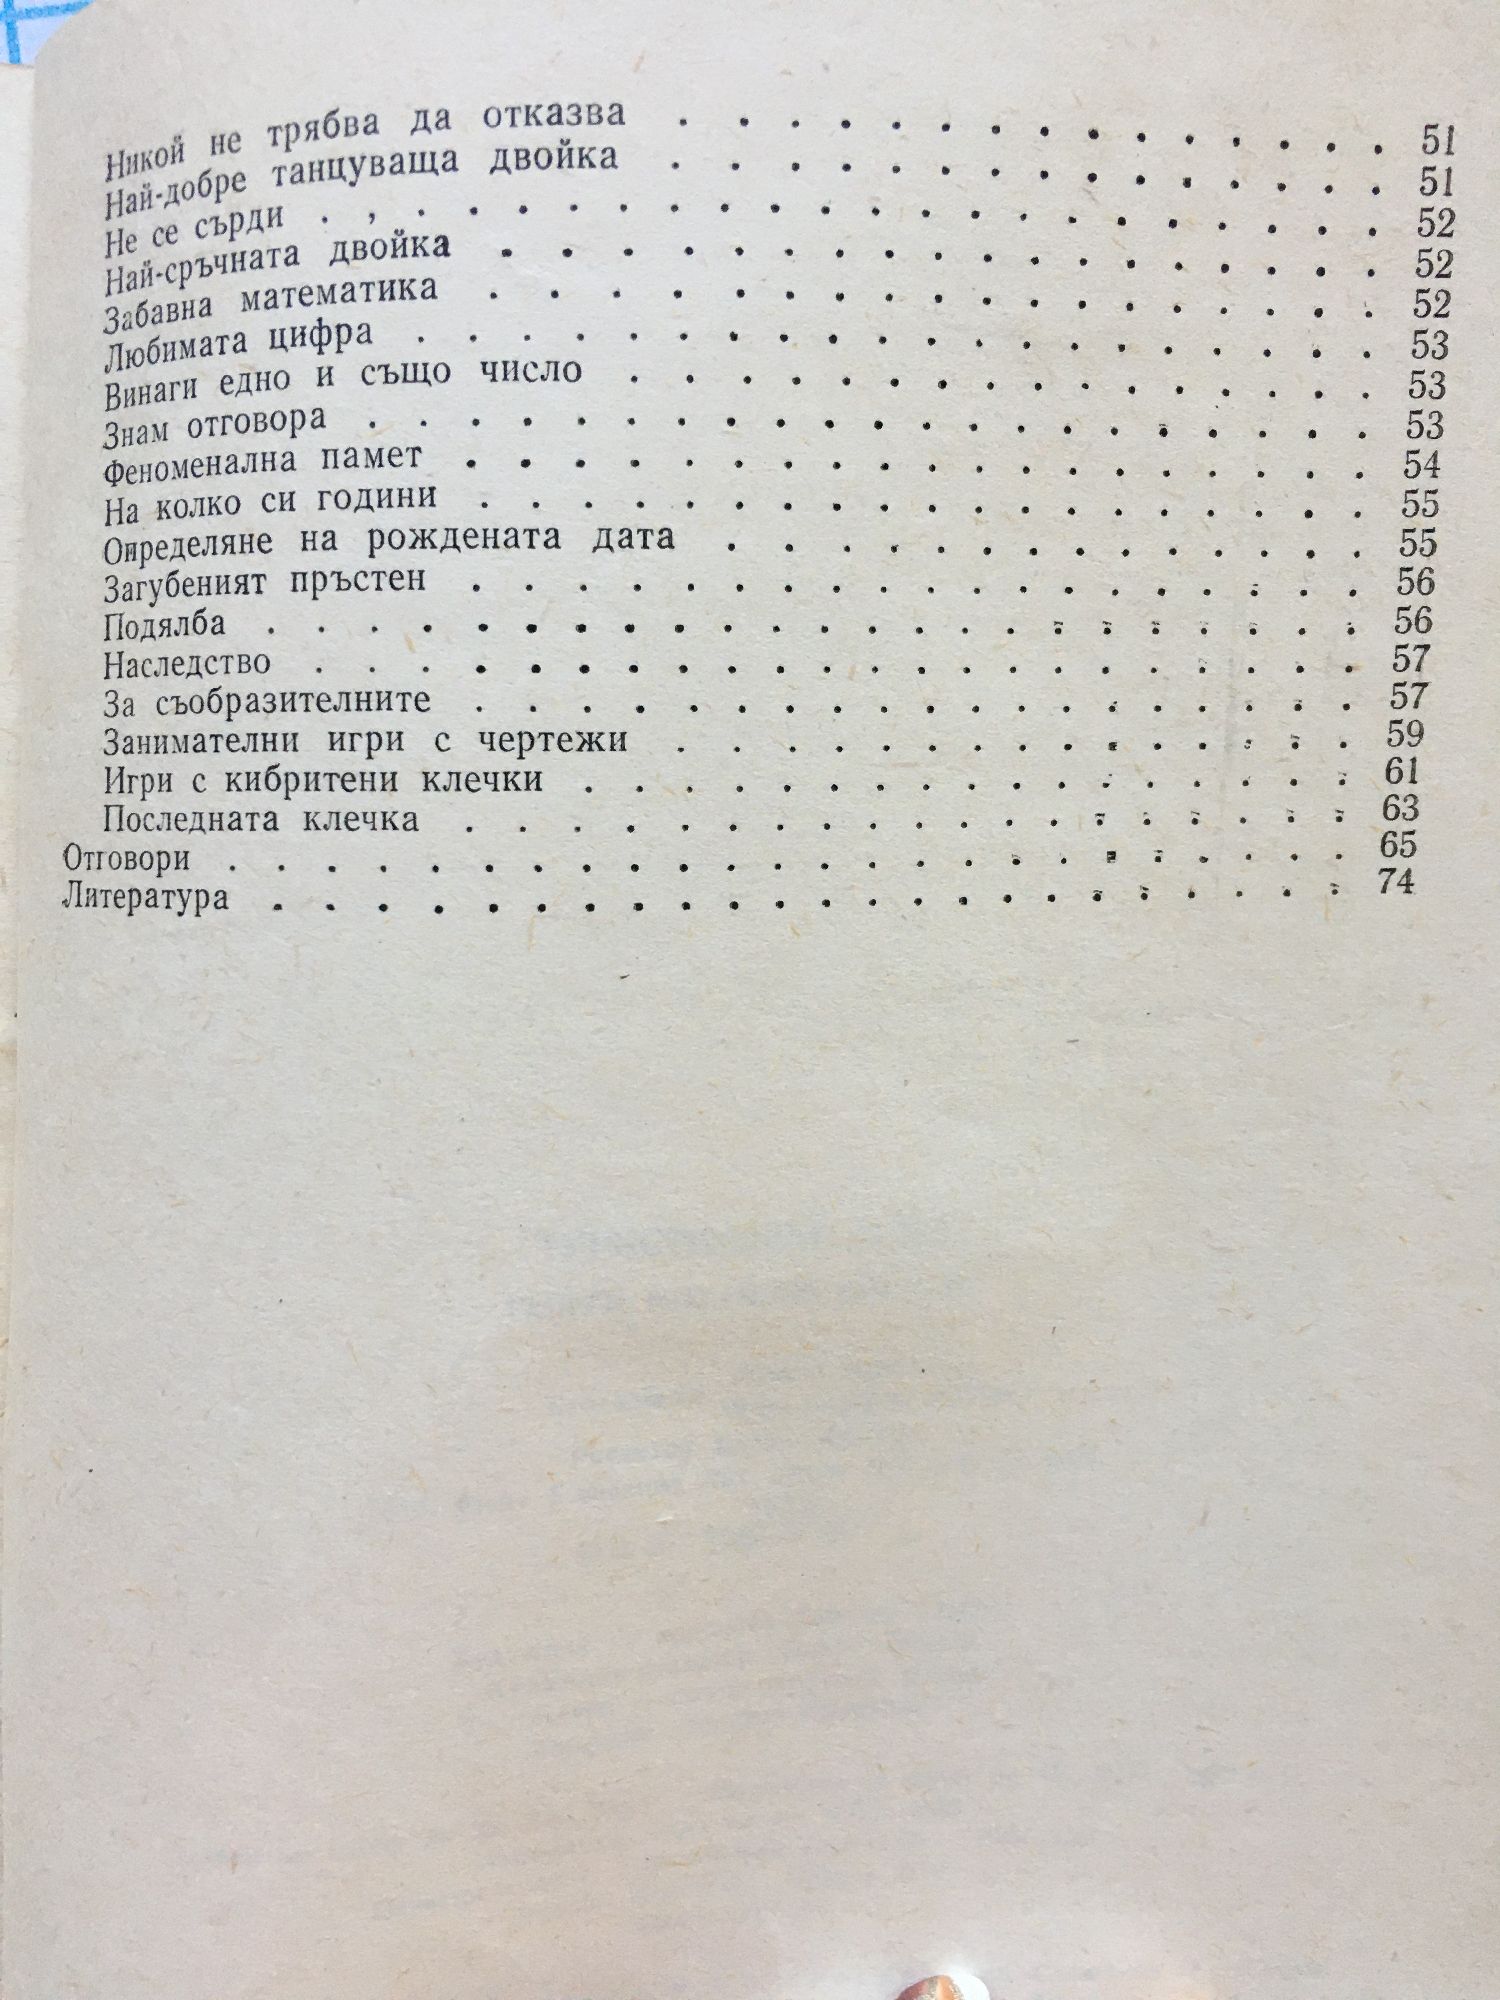 Никой не трябва да отказва . . . . . . . . . . . . . . 51
Най-добре танцуваща двойка . . . . . . . . . . . . . . 51
Не се сърди . , . . . . . . . . . . . . . . . . . . . 52
Най-сръчната двойка . . . . . . . . . . . . . . . . . 52
Забавна математика . . . . . . . . . . . . . . . . . 52
Любимата цифра . . . . . . . . . . . . . . . . . . . 53
Винаги едно и също число . . . . . . . . . . . . . . . 53
Знам отговора . . . . . . . . . . . . . . . . . . . . 53
Феноменална памет . . . . . . . . . . . . . . . . . . 54
На колко си години . . . . . . . . . . . . . . . . . . 55
Определяне на рождената дата . . . . . . . . . . . . . 55
Загубеният пръстен . . . . . . . . . . . . . . . . . . 56
Подялба . . . . . . . . . . . . . . . . . . . . . . . 56
Наследство . . . . . . . . . . . . . . . . . . . . . . 57
За съобразителните . . . . . . . . . . . . . . . . . . 57
Занимателни игри с чертежи . . . . . . . . . . . . . . 59
Игри с кибритени клечки . . . . . . . . . . . . . . . . 61
Последната клечка . . . . . . . . . . . . . . . . . . 63
Отговори . . . . . . . . . . . . . . . . . . . . . . . 65
Литература . . . . . . . . . . . . . . . . . . . . . . 74